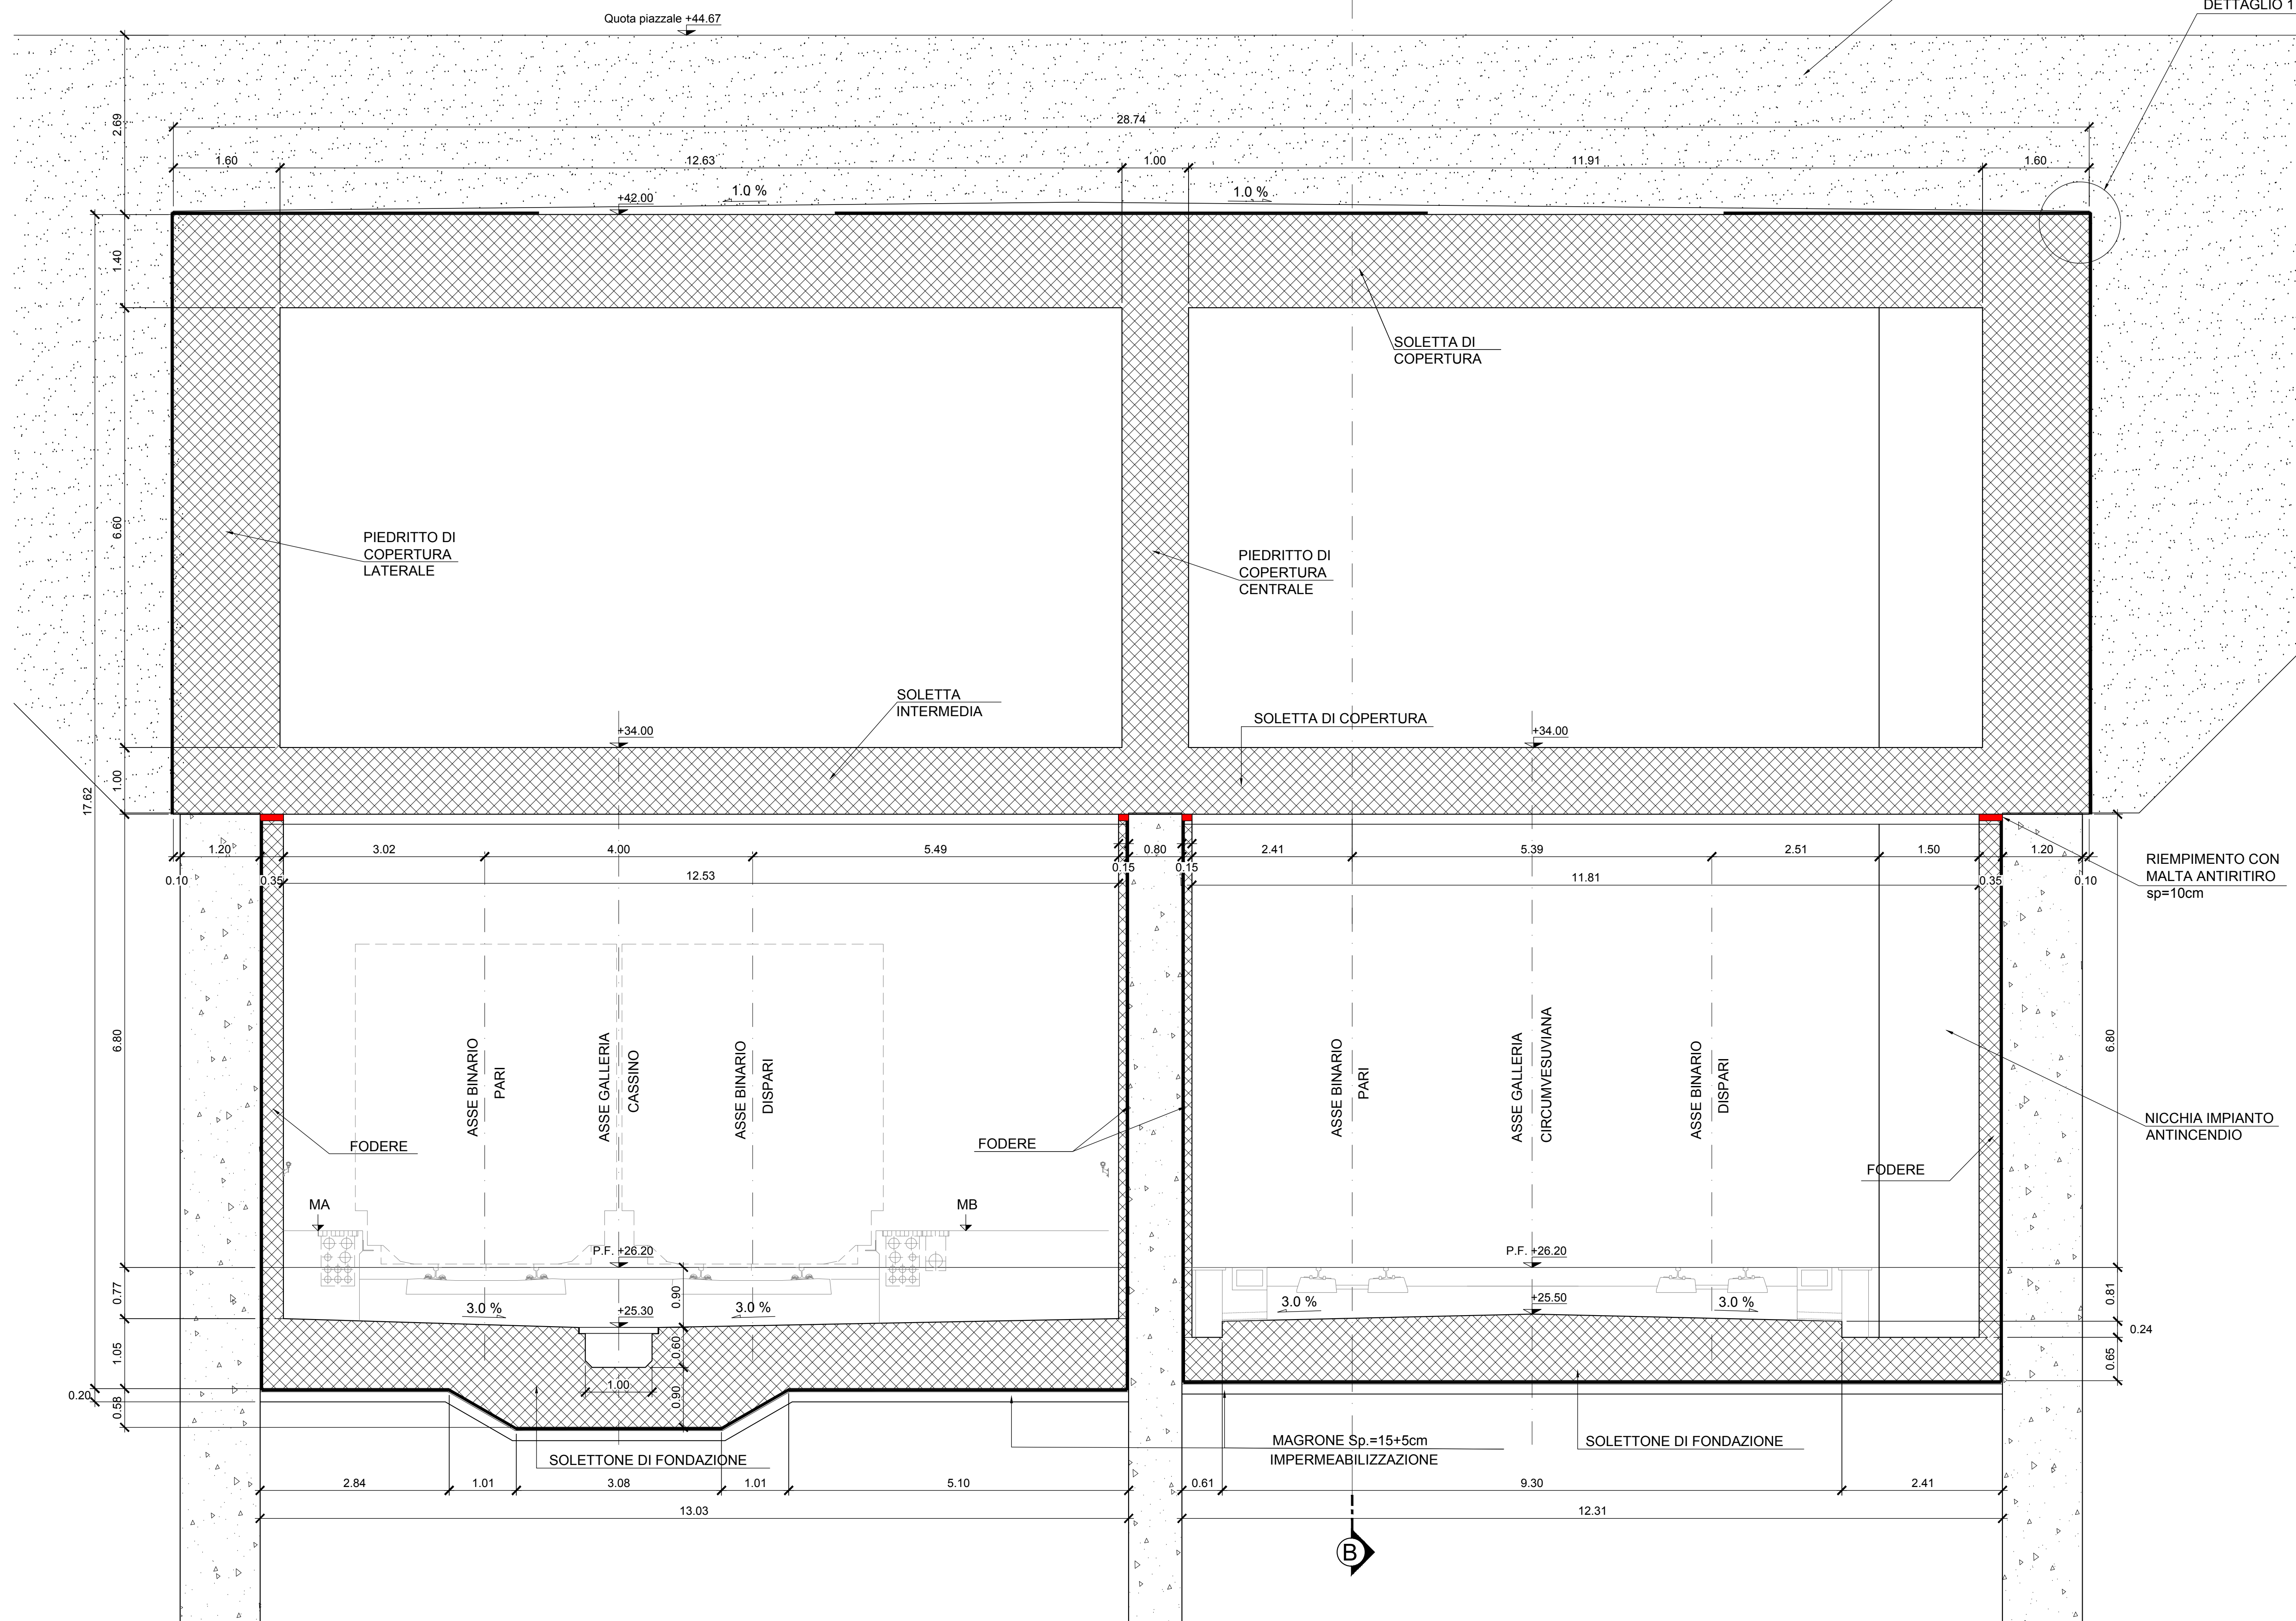 Quota piazzale +44.67
DETTAGLIO 1
2.69
28.74
1.60
12.63
1.00
11.91
1.60
1.0 %
1.0 %
+42.00
1.40
SOLETTA DI
COPERTURA
6.60
PIEDRITTO DI
COPERTURA
LATERALE
PIEDRITTO DI
COPERTURA
CENTRALE
SOLETTA
INTERMEDIA
SOLETTA DI COPERTURA
+34.00
+34.00
1.00
17.62
1.20
3.02
4.00
5.49
0.80
2.41
5.39
2.51
1.50
1.20
0.10
0.35
12.53
0.15
0.15
11.81
0.35
0.10
RIEMPIMENTO CON
MALTA ANTIRITIRO
sp=10cm
6.80
6.80
ASSE BINARIO
PARI
ASSE GALLERIA
CASSINO
ASSE BINARIO
DISPARI
ASSE BINARIO
PARI
ASSE GALLERIA
CIRCUMVESUVIANA
ASSE BINARIO
DISPARI
NICCHIA IMPIANTO
ANTINCENDIO
FODERE
FODERE
FODERE
MA
MB
P.F. +26.20
P.F. +26.20
0.77
0.90
0.81
3.0 %
3.0 %
+25.30
3.0 %
+25.50
3.0 %
0.24
1.05
0.60
0.65
1.00
0.20
0.58
0.90
SOLETTONE DI FONDAZIONE
MAGRONE Sp.=15+5cm
IMPERMEABILIZZAZIONE
SOLETTONE DI FONDAZIONE
2.84
1.01
3.08
1.01
5.10
0.61
9.30
2.41
13.03
12.31
B